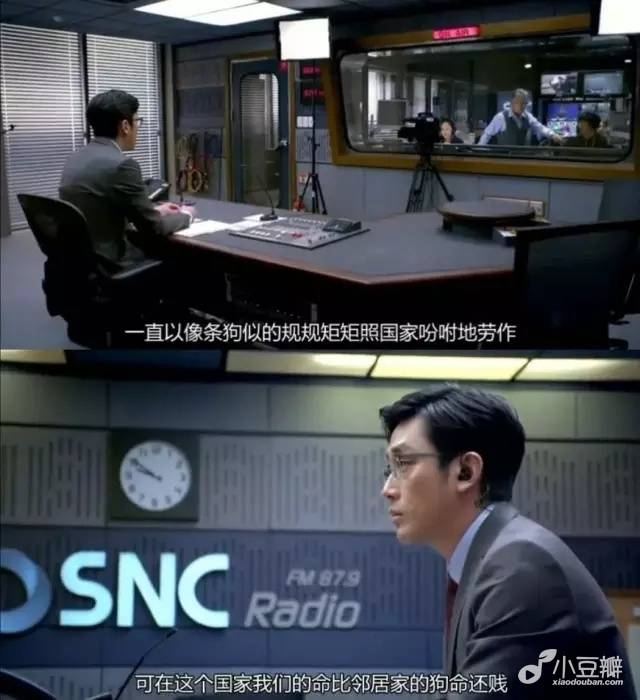 ON AIR
一直以像条狗似的规规矩矩照国家吩咐地劳作
SNC
FM 87.9
Radio
可在这个国家我们的命比邻居家的狗命还贱
小豆瓣
xiaodouban.com